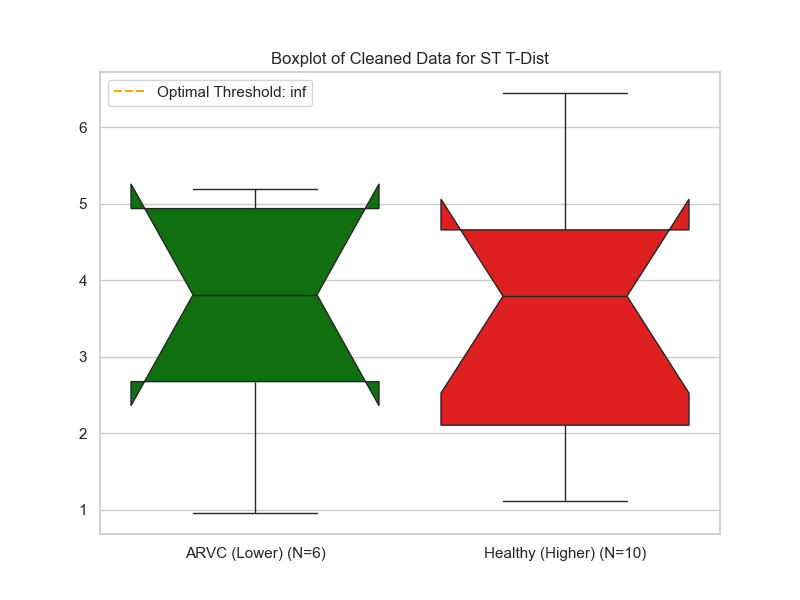 Boxplot of Cleaned Data for ST T-Dist
Optimal Threshold: inf
6
5
4
3
2
1
ARVC (Lower) (N=6)
Healthy (Higher) (N=10)